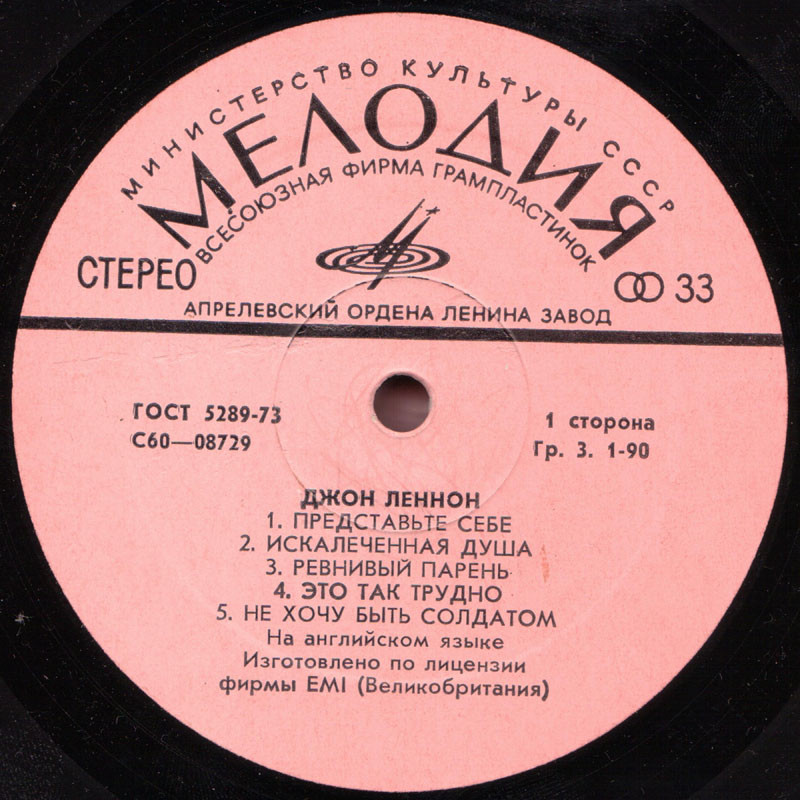 МИНИСТЕРСТВО КУЛЬТУРЫ СССР
МЕЛОДИЯ
ВСЕСОЮЗНАЯ ФИРМА ГРАМПЛАСТИНОК
СТЕРЕО
33
АПРЕЛЕВСКИЙ ОРДЕНА ЛЕНИНА ЗАВОД
ГОСТ 5289-73
С60—08729
1 сторона
Гр. 3. 1-90
ДЖОН ЛЕННОН
1. ПРЕДСТАВЬТЕ СЕБЕ
2. ИСКАЛЕЧЕННАЯ ДУША
3. РЕВНИВЫЙ ПАРЕНЬ
4. ЭТО ТАК ТРУДНО
5. НЕ ХОЧУ БЫТЬ СОЛДАТОМ
На английском языке
Изготовлено по лицензии
фирмы EMI (Великобритания)